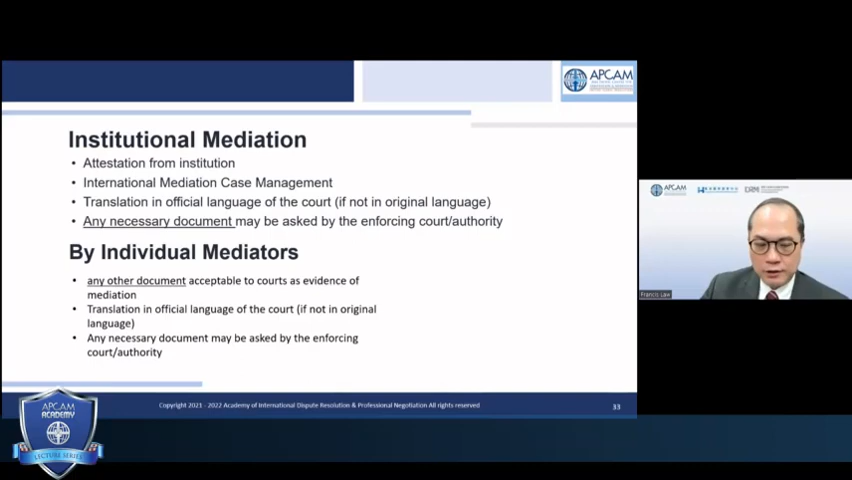 APCAM
Institutional Mediation
• Attestation from institution
• International Mediation Case Management
• Translation in official language of the court (if not in original language)
• Any necessary document may be asked by the enforcing court/authority
By Individual Mediators
• any other document acceptable to courts as evidence of
mediation
• Translation in official language of the court (if not in original
language)
• Any necessary document may be asked by the enforcing
court/authority
Copyright 2021 - 2022 Academy of International Dispute Resolution & Professional Negotiation All rights reserved
33
APCAM
ACADEMY
LECTURE SERIES
APCAM
Francis Law